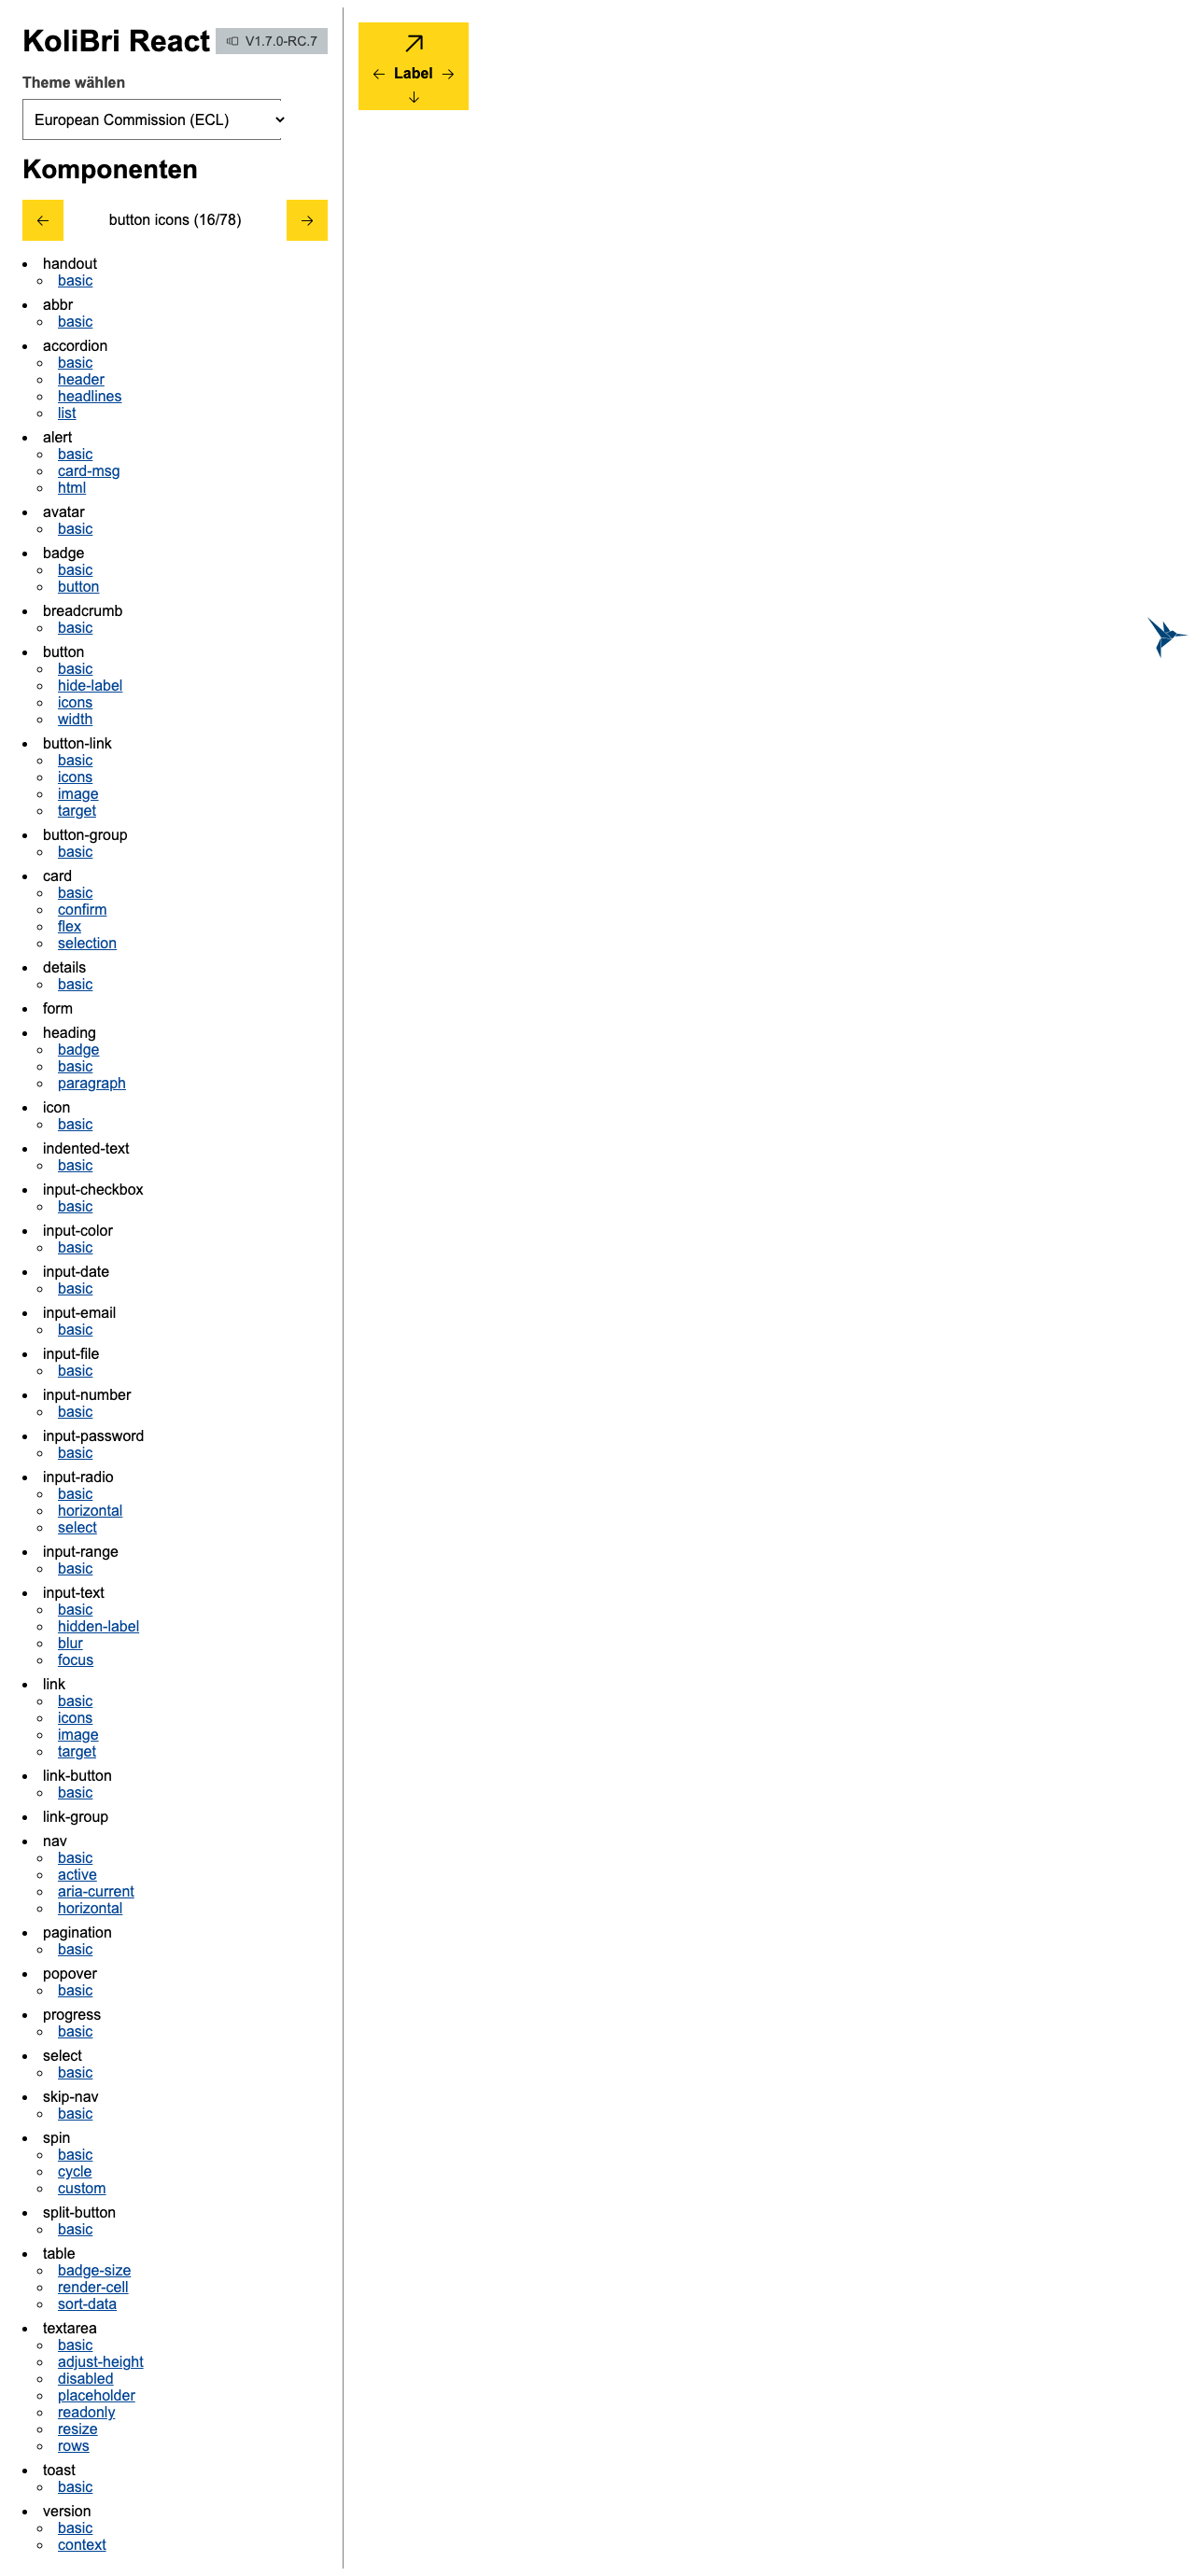 KoliBri React
V1.7.0-RC.7
Theme wählen
European Commission (ECL)
Komponenten
button icons (16/78)
handout
basic
abbr
basic
accordion
basic
header
headlines
list
alert
basic
card-msg
html
avatar
basic
badge
basic
button
breadcrumb
basic
button
basic
hide-label
icons
width
button-link
basic
icons
image
target
button-group
basic
card
basic
confirm
flex
selection
details
basic
form
heading
badge
basic
paragraph
icon
basic
indented-text
basic
input-checkbox
basic
input-color
basic
input-date
basic
input-email
basic
input-file
basic
input-number
basic
input-password
basic
input-radio
basic
horizontal
select
input-range
basic
input-text
basic
hidden-label
blur
focus
link
basic
icons
image
target
link-button
basic
link-group
nav
basic
active
aria-current
horizontal
pagination
basic
popover
basic
progress
basic
select
basic
skip-nav
basic
spin
basic
cycle
custom
split-button
basic
table
badge-size
render-cell
sort-data
textarea
basic
adjust-height
disabled
placeholder
readonly
resize
rows
toast
basic
version
basic
context
Label